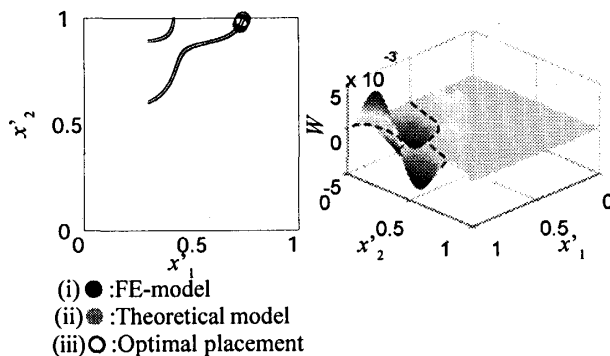 1
x'2
0.5
0
0
0.5
1
x'1
x 10
-3
5
W
0
-5
0
0.5
1
x'2
1
0.5
0
x'1
(i) ● :FE-model
(ii) ● :Theoretical model
(iii) O :Optimal placement